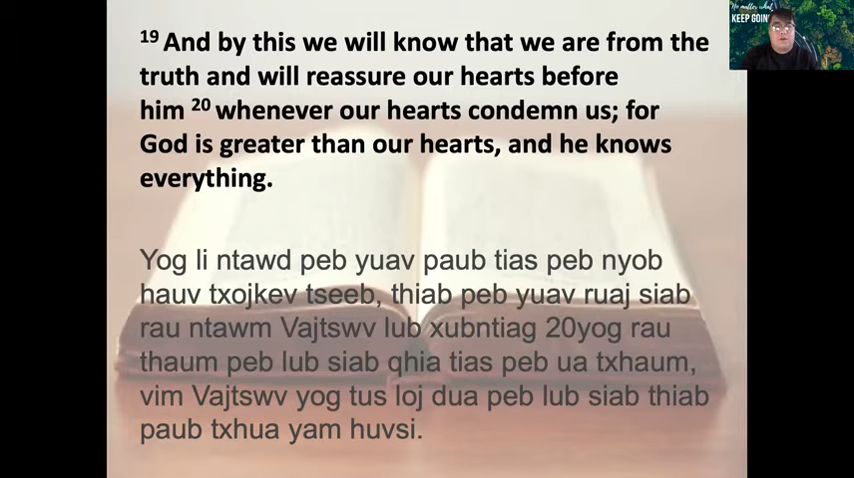 19 And by this we will know that we are from the
truth and will reassure our hearts before
him 20 whenever our hearts condemn us; for
God is greater than our hearts, and he knows
everything.
Yog li ntawd peb yuav paub tias peb nyob
hauv txojkev tseeb, thiab peb yuav ruaj siab
rau ntawm Vajtswv lub xubntiag 20yog rau
thaum peb lub siab qhia tias peb ua txhaum,
vim Vajtswv yog tus loj dua peb lub siab thiab
paub txhua yam huvsi.
No matter what
KEEP GOIN